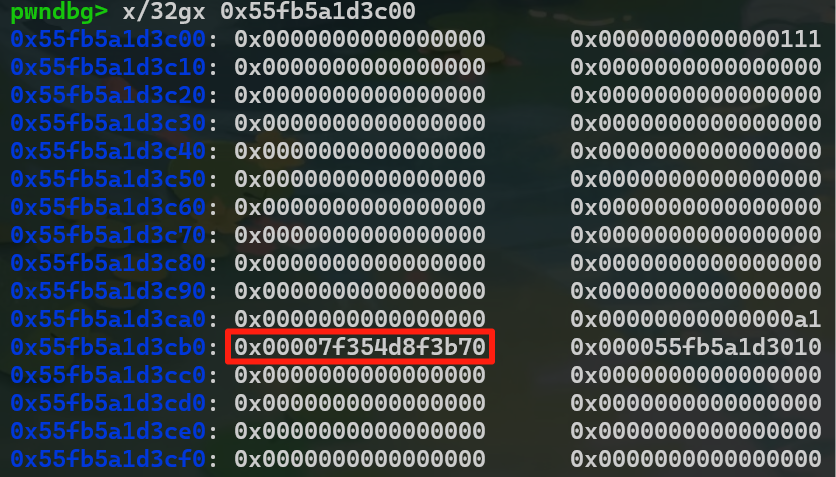 pwndbg> x/32gx 0x55fb5a1d3c00
0x55fb5a1d3c00: 0x0000000000000000 0x0000000000000111
0x55fb5a1d3c10: 0x0000000000000000 0x0000000000000000
0x55fb5a1d3c20: 0x0000000000000000 0x0000000000000000
0x55fb5a1d3c30: 0x0000000000000000 0x0000000000000000
0x55fb5a1d3c40: 0x0000000000000000 0x0000000000000000
0x55fb5a1d3c50: 0x0000000000000000 0x0000000000000000
0x55fb5a1d3c60: 0x0000000000000000 0x0000000000000000
0x55fb5a1d3c70: 0x0000000000000000 0x0000000000000000
0x55fb5a1d3c80: 0x0000000000000000 0x0000000000000000
0x55fb5a1d3c90: 0x0000000000000000 0x0000000000000000
0x55fb5a1d3ca0: 0x0000000000000000 0x00000000000000a1
0x55fb5a1d3cb0: 0x00007f354d8f3b70 0x000055fb5a1d3010
0x55fb5a1d3cc0: 0x0000000000000000 0x0000000000000000
0x55fb5a1d3cd0: 0x0000000000000000 0x0000000000000000
0x55fb5a1d3ce0: 0x0000000000000000 0x0000000000000000
0x55fb5a1d3cf0: 0x0000000000000000 0x0000000000000000